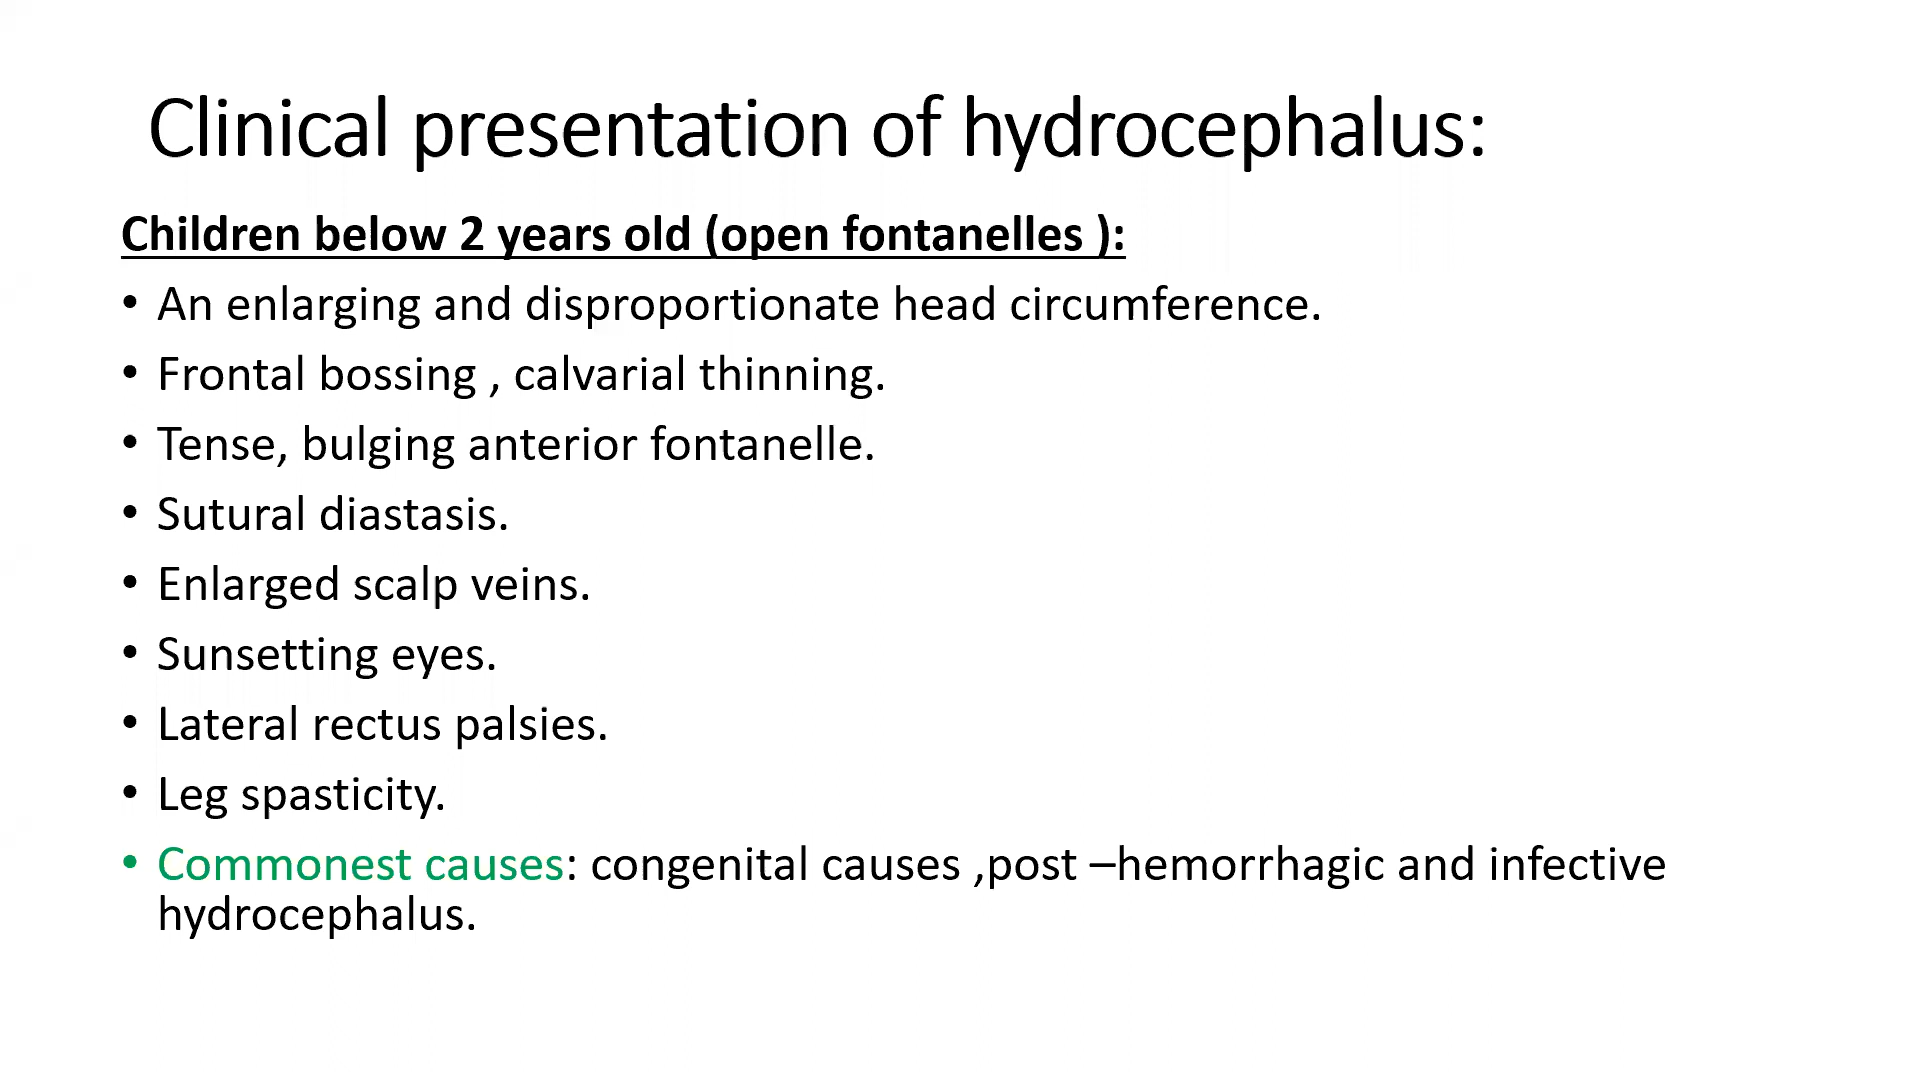 Clinical presentation of hydrocephalus:
Children below 2 years old (open fontanelles ):
• An enlarging and disproportionate head circumference.
• Frontal bossing , calvarial thinning.
• Tense, bulging anterior fontanelle.
• Sutural diastasis.
• Enlarged scalp veins.
• Sunsetting eyes.
• Lateral rectus palsies.
• Leg spasticity.
• Commonest causes: congenital causes ,post –hemorrhagic and infective
hydrocephalus.